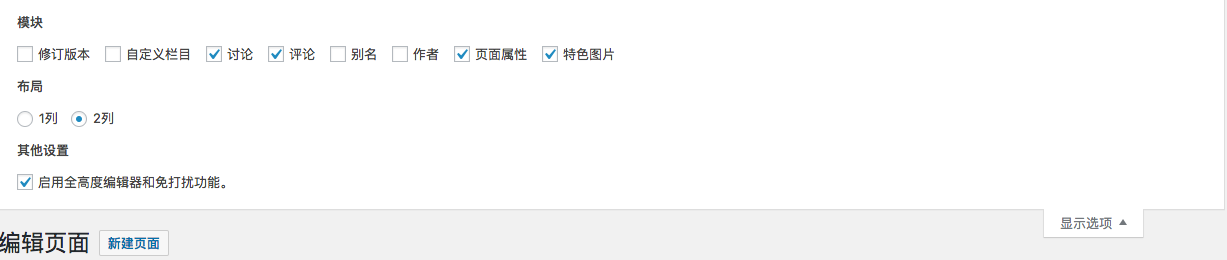 模块
修订版本 自定义栏目 讨论 评论 别名 作者 页面属性 特色图片
布局
1列 2列
其他设置
启用全高度编辑器和免打扰功能。
显示选项
编辑页面 新建页面